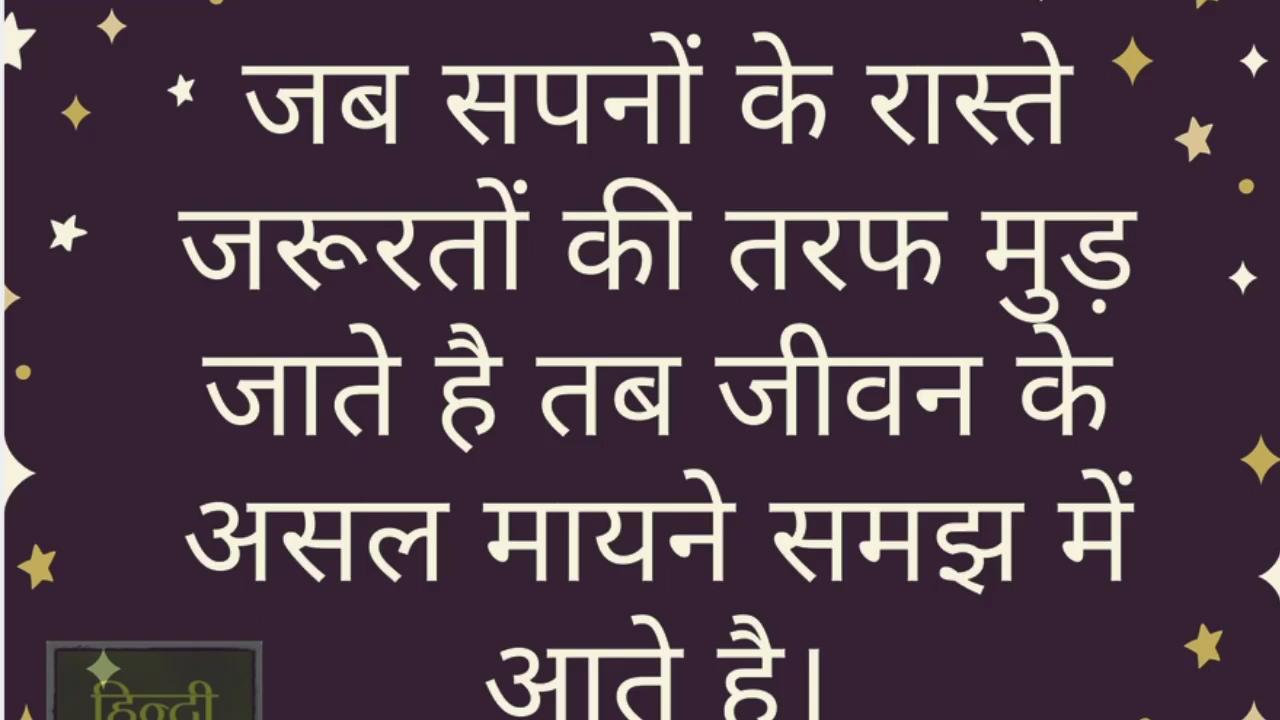 जब सपनों के रास्ते
जरूरतों की तरफ मुड़
जाते है तब जीवन के
असल मायने समझ में
आते है।
हिन्दी